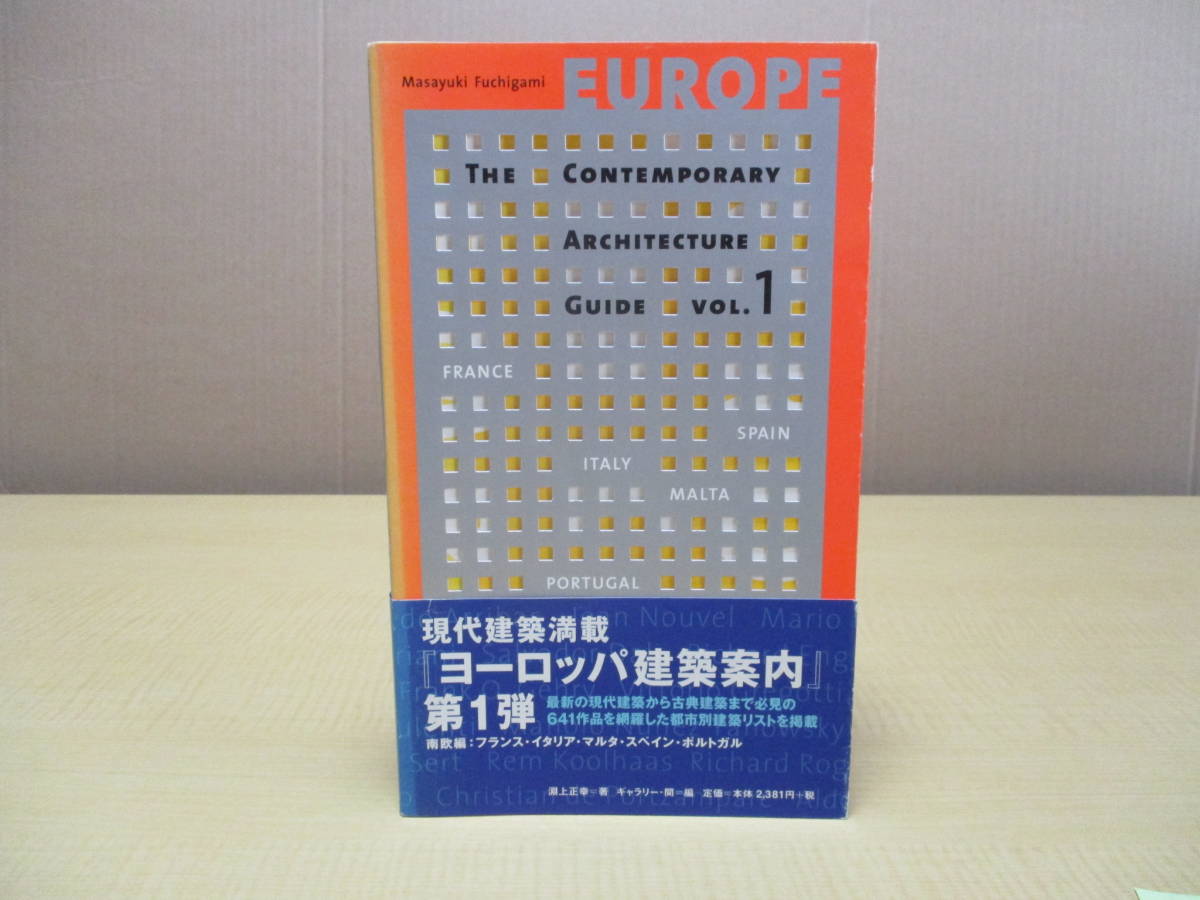 Masayuki Fuchigami
EUROPE
THE CONTEMPORARY
ARCHITECTURE
GUIDE VOL.1
FRANCE
SPAIN
ITALY
MALTA
PORTUGAL
現代建築満載
『ヨーロッパ建築案内』
第1弾
最新の現代建築から古典建築まで必見の
641作品を網羅した都市別建築リストを掲載
南欧編:フランス・イタリア・マルタ・スペイン・ポルトガル
淵上正幸=著 ギャラリー・間=編 定価=本体2,381円+税
Nouvel Mario
Sert Rem Koolhaas Richard Rog
Christian de Portzamparc Aldo